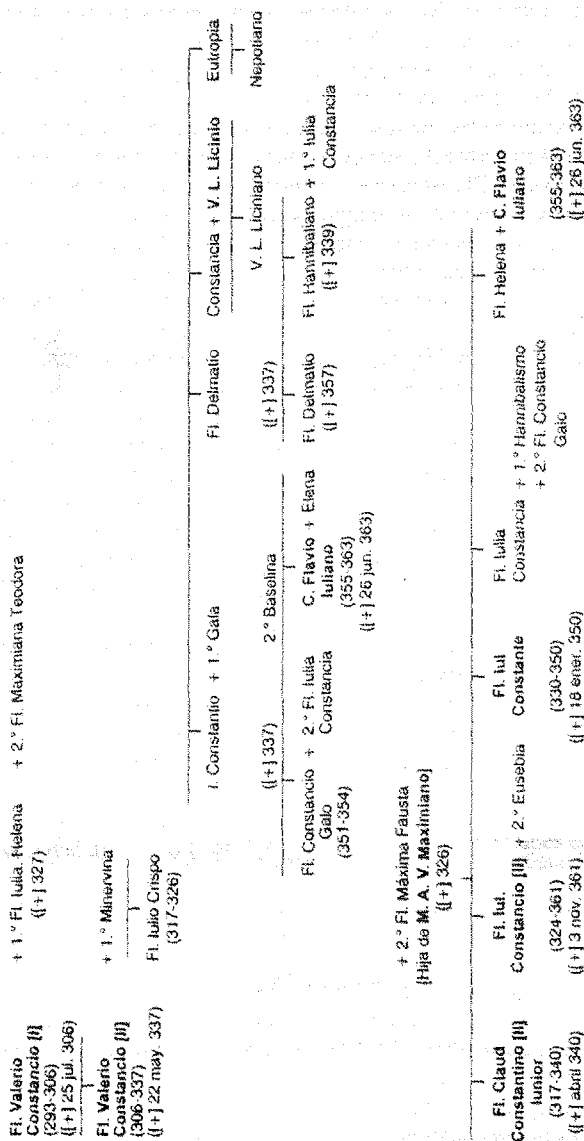 Fl. Valerio
Constancio [I]
(293-306)
([+] 25 jul. 306)
+ 1.º Fl. Iulia. Helena
([+] 327)
+ 2.º Fl. Maximiana Teodora
Fl. Valerio
Constancio [II]
(306-337)
([+] 22 may. 337)
+ 1.º Minervina
Fl. Iulio Crispo
(317-326)
I. Constantio + 1.º Gala
([+] 337)
2.º Baselina
Fl. Delmatio
([+] 337)
Constancia + V. L. Licinio
V. L. Liciniano
Eutropia
Nepotiano
Fl. Constancio + 2.º Fl. Iulia
Galo Constancia
(351-354)
C. Flavio + Elena
Iuliano
(355-363)
([+] 26 jun. 363)
Fl. Delmatio
([+] 357)
Fl. Hannibaliano + 1.º Iulia
([+] 339) Constancia
+ 2.º Fl. Máxima Fausta
[Hija de M. A. V. Maximiano]
([+] 326)
Fl. Claud
Constantino [II]
Iunior
(317-340)
([+] abril 340)
Fl. Iul.
Constancio [II] + 2.º Eusebia
(324-361)
([+] 3 nov. 361)
Fl. Iul
Constante
(330-350)
([+] 18 ener. 350)
Fl. Iulia
Constancia + 1.º Hannibalismo
+ 2.º Fl. Constancio
Galo
Fl. Helena + C. Flavio
Iuliano
(355-363)
([+] 26 jun. 363)